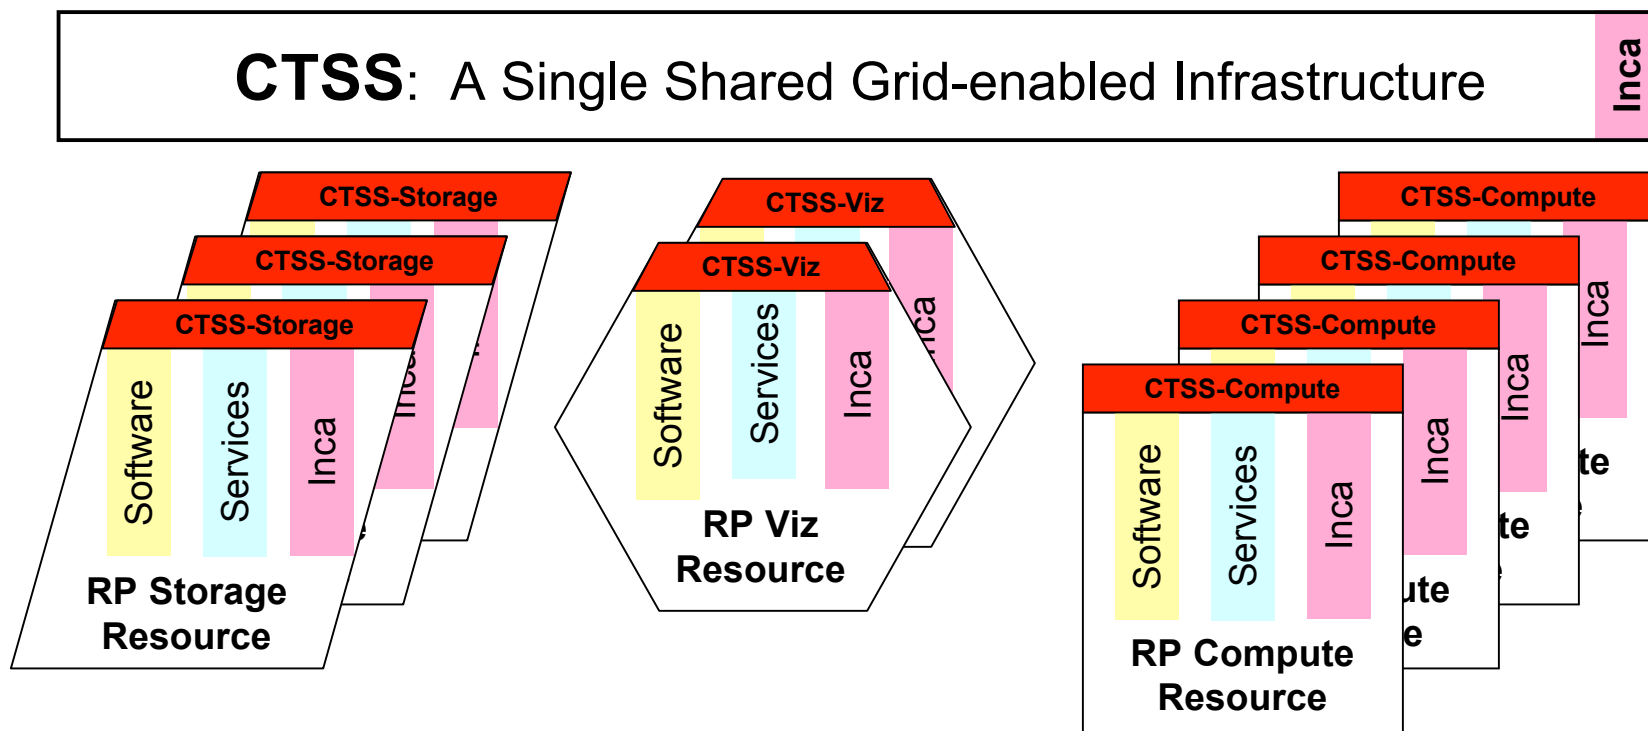 CTSS: A Single Shared Grid-enabled Infrastructure
Inca
CTSS-Storage
CTSS-Storage
CTSS-Storage
Software
Services
Inca
Inca
RP Storage
Resource
CTSS-Viz
CTSS-Viz
Software
Services
Inca
Inca
RP Viz
Resource
CTSS-Compute
CTSS-Compute
CTSS-Compute
CTSS-Compute
Software
Services
Inca
Inca
Inca
Inca
RP Compute
Resource